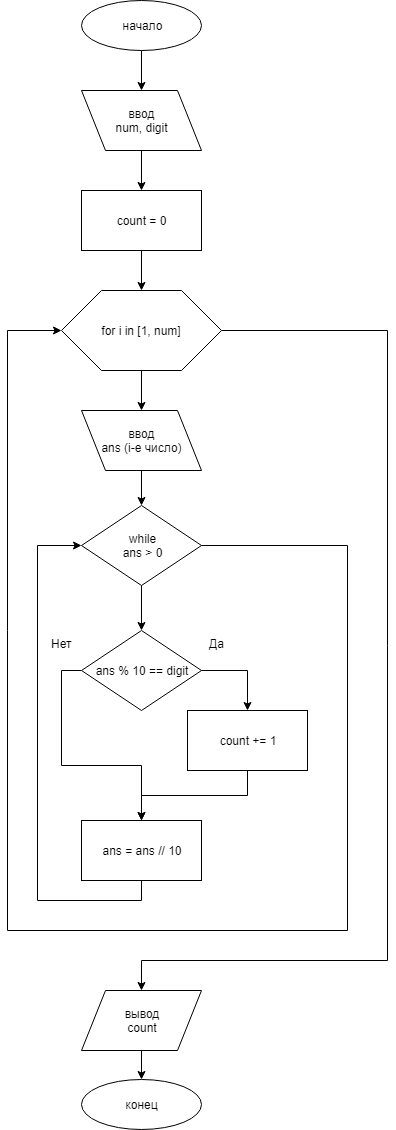 начало
ввод
num, digit
count = 0
for i in [1, num]
ввод
ans (i-е число)
while
ans > 0
Нет
Да
ans % 10 == digit
count += 1
ans = ans // 10
вывод
count
конец